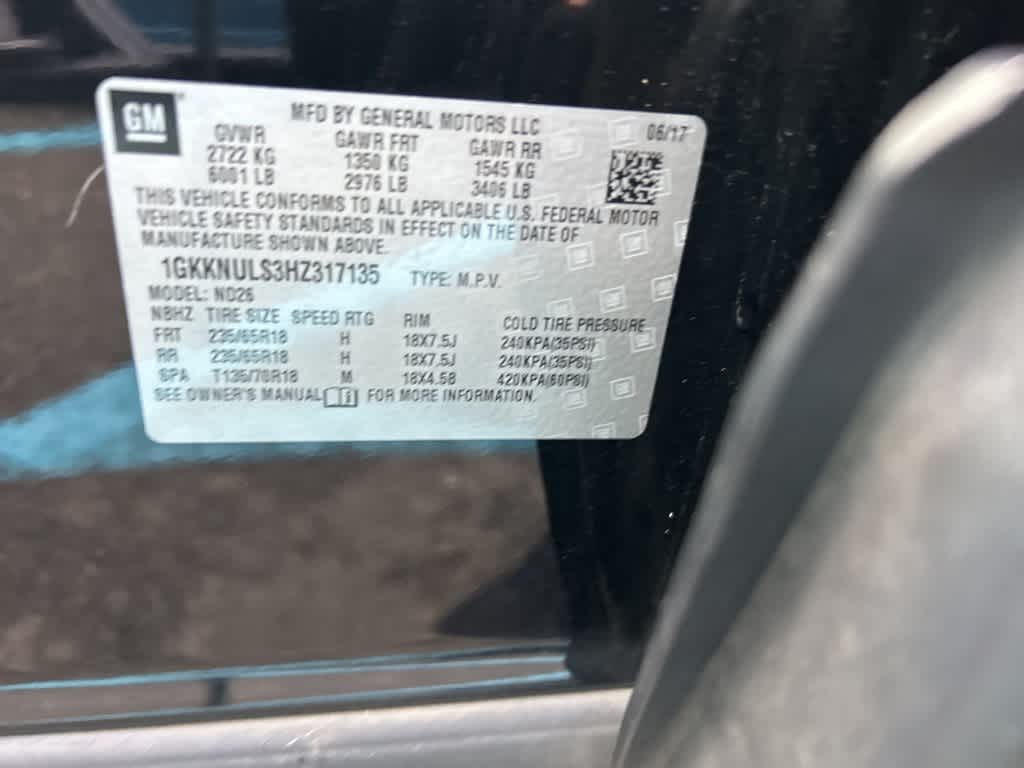 GM
MFD BY GENERAL MOTORS LLC 06/17
GVWR GAWR FRT GAWR RR
2722 KG 1350 KG 1545 KG
6001 LB 2976 LB 3406 LB
THIS VEHICLE CONFORMS TO ALL APPLICABLE U.S. FEDERAL MOTOR
VEHICLE SAFETY STANDARDS IN EFFECT ON THE DATE OF
MANUFACTURE SHOWN ABOVE.
1GKKNULS3HZ317135 TYPE: M.P.V.
MODEL: ND26
NBHZ TIRE SIZE SPEED RTG RIM COLD TIRE PRESSURE
FRT 235/65R18 H 18X7.5J 240KPA(35PSI)
RR 235/65R18 H 18X7.5J 240KPA(35PSI)
SPA T135/70R18 M 18X4.5B 420KPA(60PSI)
SEE OWNER'S MANUAL FOR MORE INFORMATION.